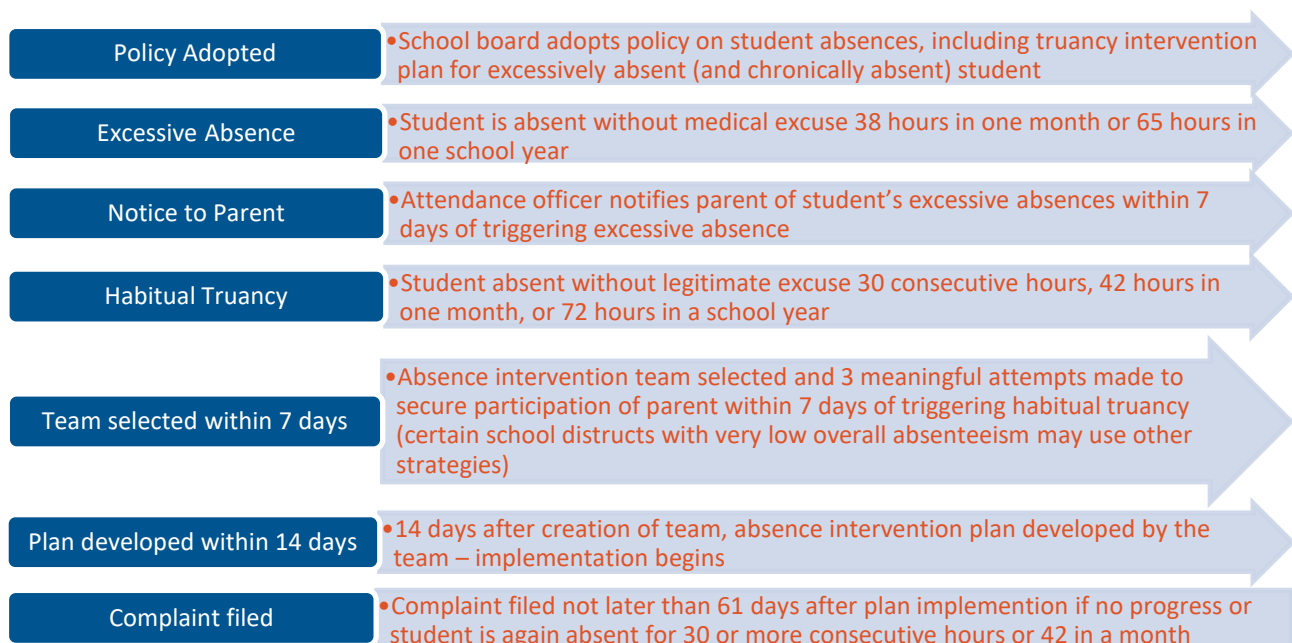 Policy Adopted
•School board adopts policy on student absences, including truancy intervention
plan for excessively absent (and chronically absent) student
Excessive Absence
•Student is absent without medical excuse 38 hours in one month or 65 hours in
one school year
Notice to Parent
•Attendance officer notifies parent of student’s excessive absences within 7
days of triggering excessive absence
Habitual Truancy
•Student absent without legitimate excuse 30 consecutive hours, 42 hours in
one month, or 72 hours in a school year
Team selected within 7 days
•Absence intervention team selected and 3 meaningful attempts made to
secure participation of parent within 7 days of triggering habitual truancy
(certain school distructs with very low overall absenteeism may use other
strategies)
Plan developed within 14 days
•14 days after creation of team, absence intervention plan developed by the
team – implementation begins
Complaint filed
•Complaint filed not later than 61 days after plan implemention if no progress or
student is again absent for 30 or more consecutive hours or 42 in a month